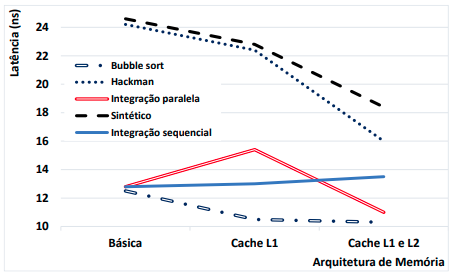 Latência (ns)
24
22
20
18
16
14
12
10
Bubble sort
Hackman
Integração paralela
Sintético
Integração sequencial
Básica
Cache L1
Cache L1 e L2
Arquitetura de Memória